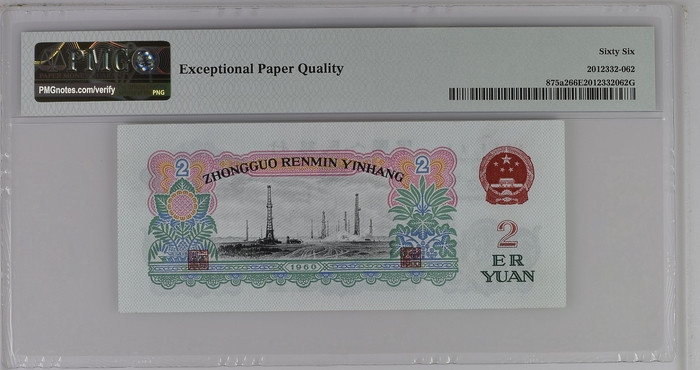 PMG
PMGnotes.com/verify
PNG
Exceptional Paper Quality
Sixty Six
2012332-062
875a266E2012332062G
2
2
ZHONGGUO RENMIN YINHANG
1960
2
ER
YUAN